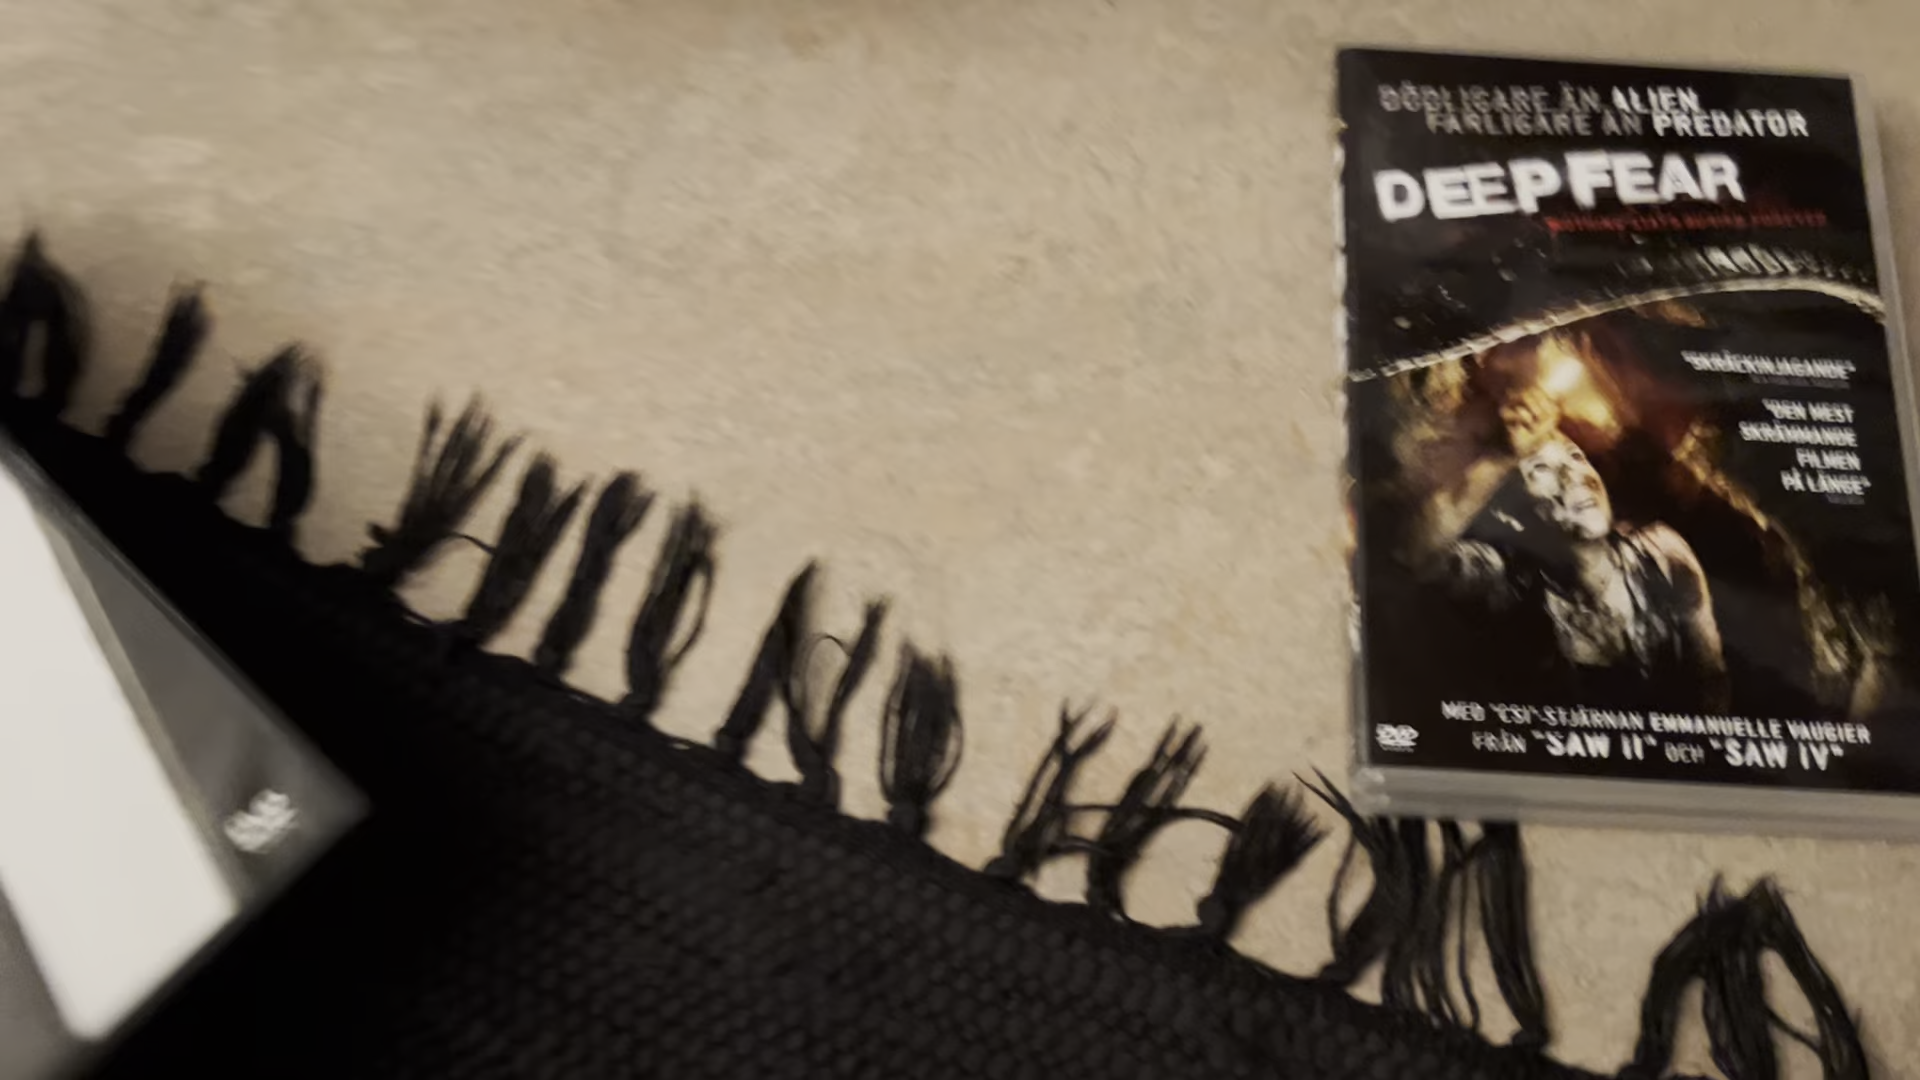 DÖDLIGARE ÄN ALIEN
FARLIGARE ÄN PREDATOR
DEEP FEAR
"SKRÄCKINJAGANDE"
"DEN MEST
SKRÄMMANDE
FILMEN
PÅ LÄNGE"
MED "CSI"-STJÄRNAN EMMANUELLE VAUGIER
FRÅN "SAW II" OCH "SAW IV"
DVD